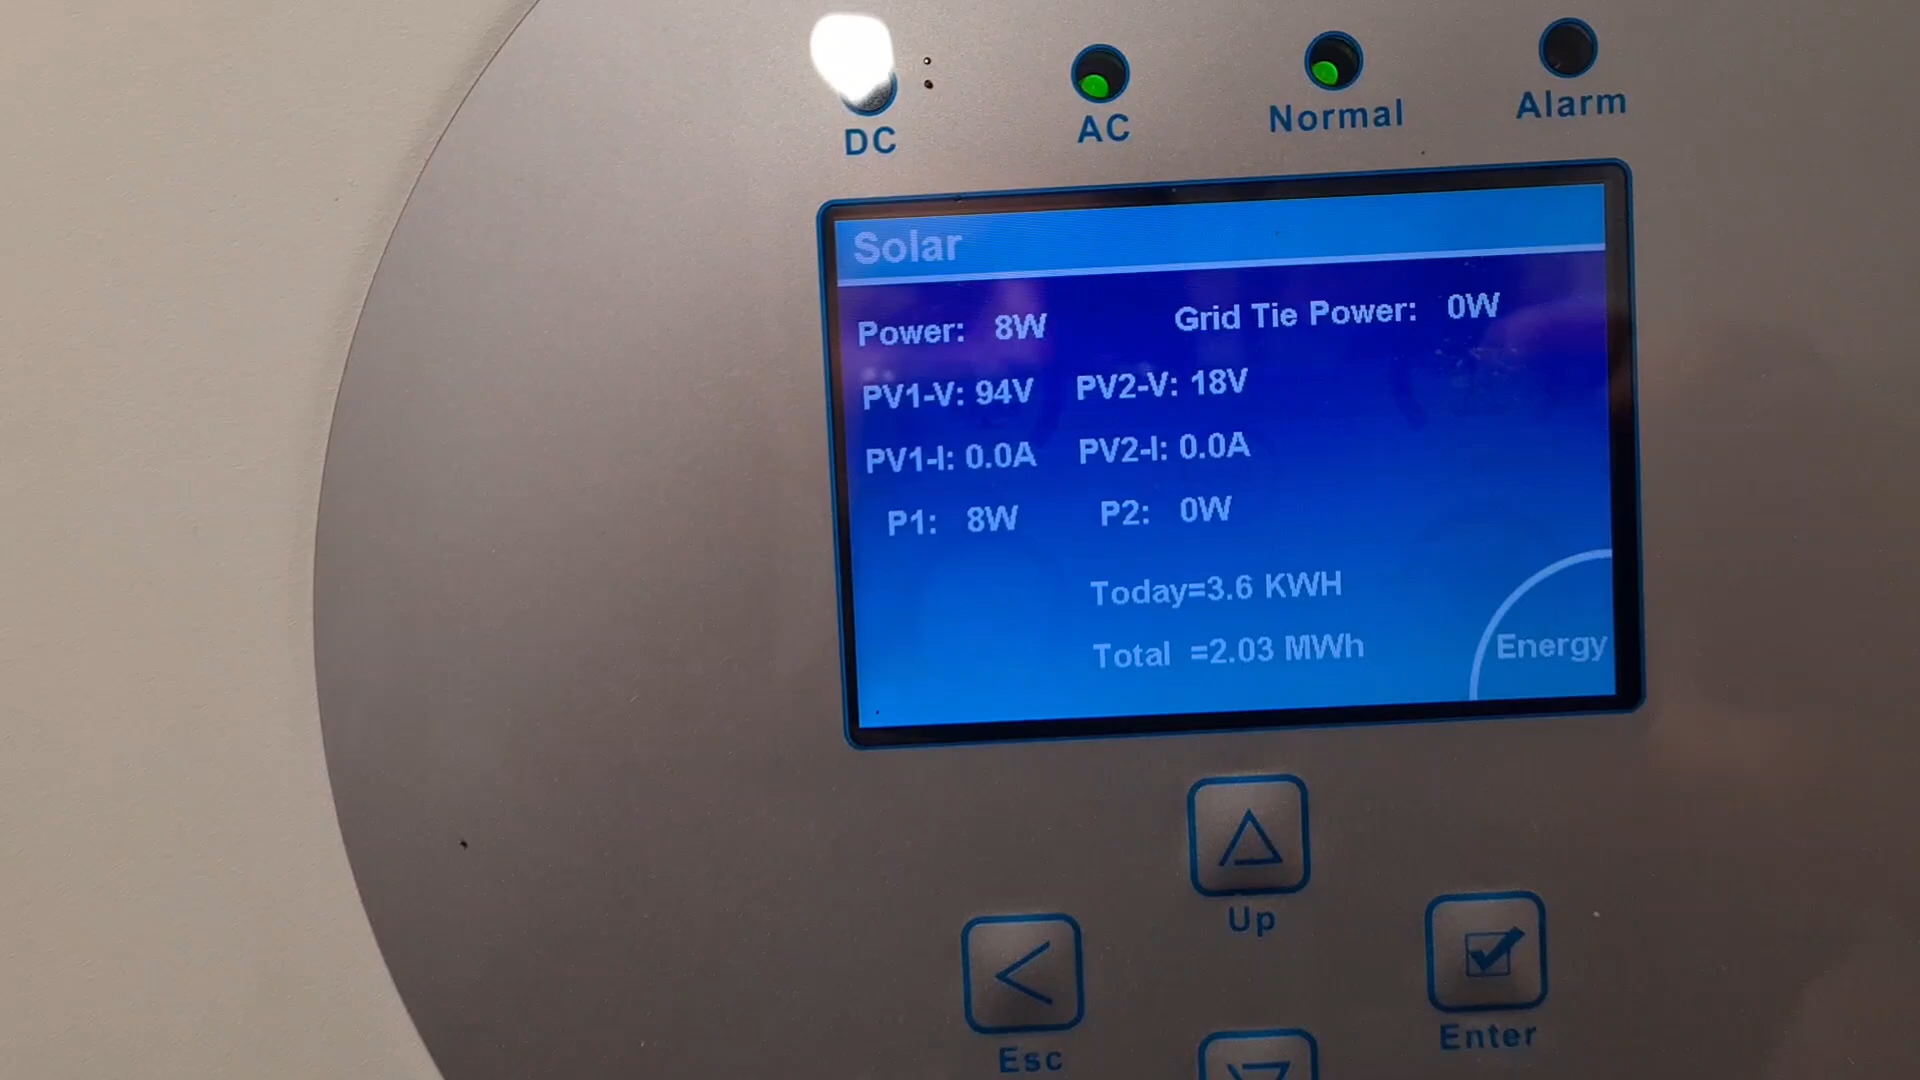 DC AC Normal Alarm
Solar
Power: 8W Grid Tie Power: 0W
PV1-V: 94V PV2-V: 18V
PV1-I: 0.0A PV2-I: 0.0A
P1: 8W P2: 0W
Today=3.6 KWH
Total =2.03 MWh
Energy
Up
Esc
Enter